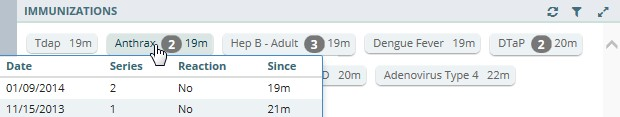 IMMUNIZATIONS
Tdap 19m Anthrax 2 19m Hep B - Adult 3 19m Dengue Fever 19m DTaP 2 20m
Date Series Reaction Since
D 20m Adenovirus Type 4 22m
01/09/2014 2 No 19m
11/15/2013 1 No 21m